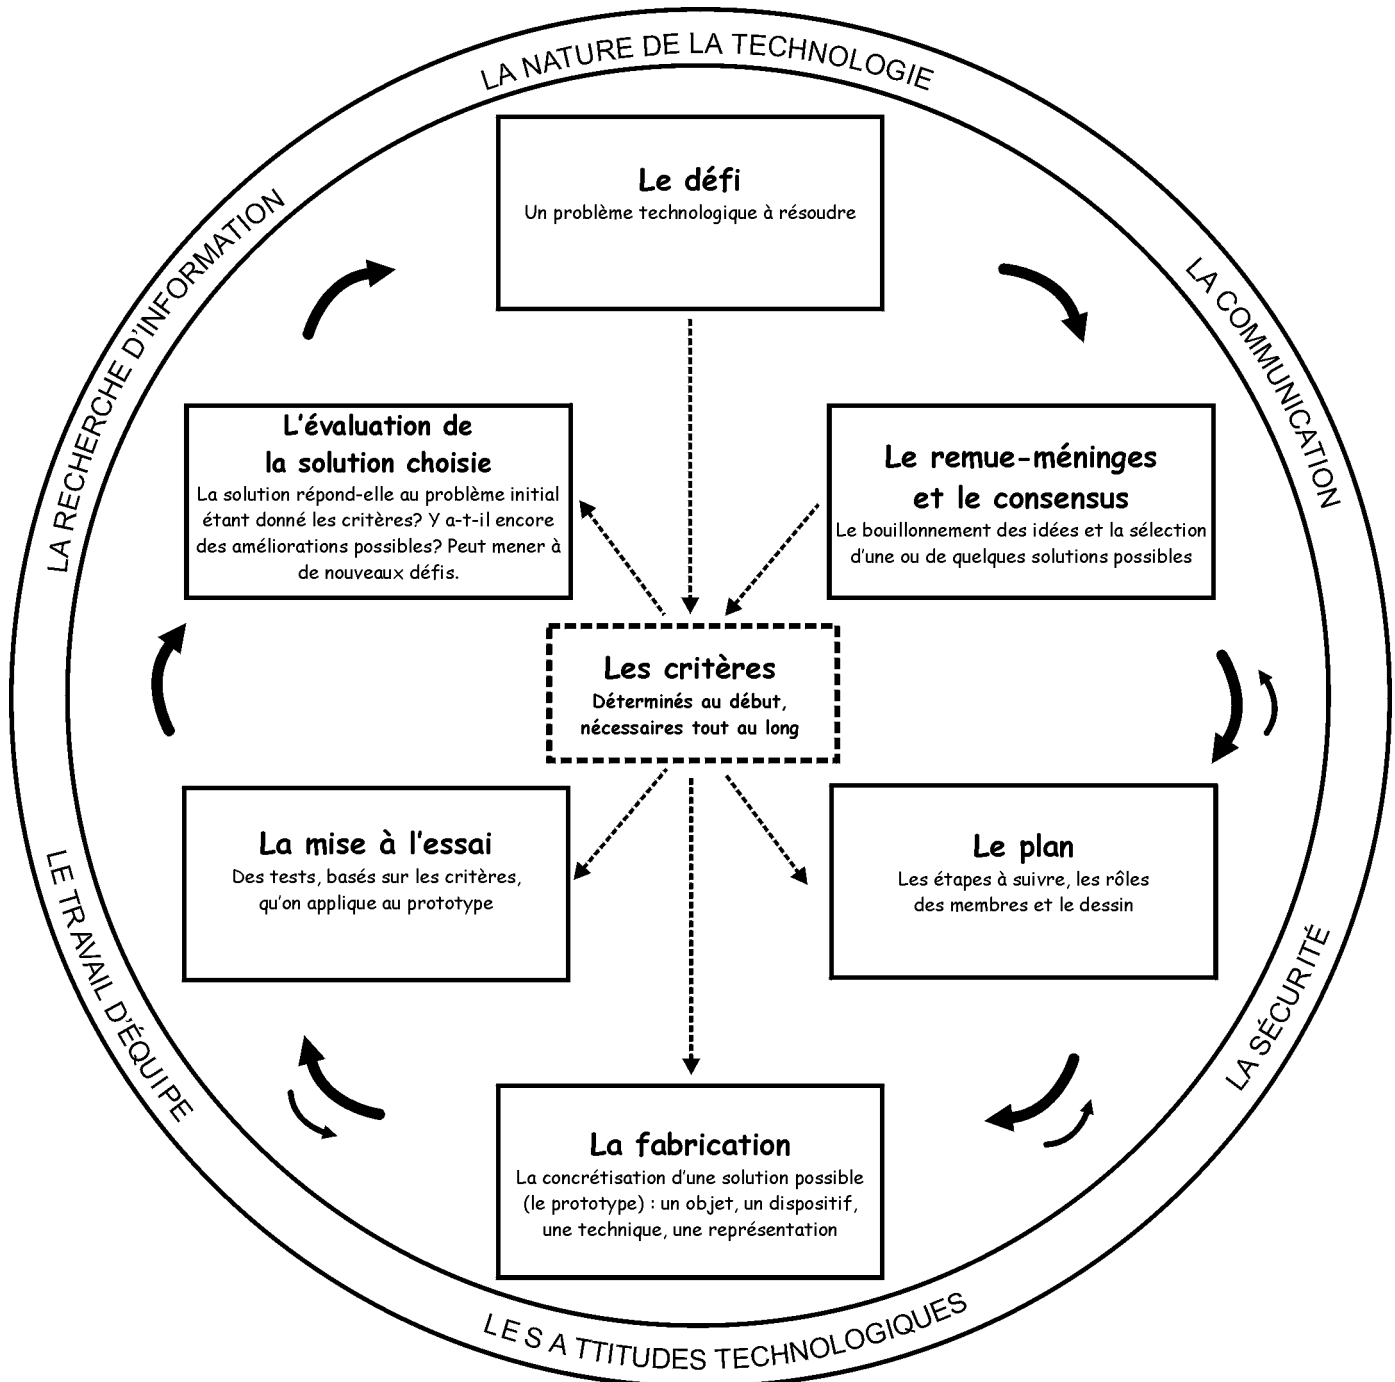 LA NATURE DE LA TECHNOLOGIE
LA COMMUNICATION
LA SÉCURITÉ
LES ATTITUDES TECHNOLOGIQUES
LE TRAVAIL D'ÉQUIPE
LA RECHERCHE D'INFORMATION
Le défi
Un problème technologique à résoudre
Le remue-méninges
et le consensus
Le bouillonnement des idées et la sélection
d'une ou de quelques solutions possibles
Le plan
Les étapes à suivre, les rôles
des membres et le dessin
La fabrication
La concrétisation d'une solution possible
(le prototype) : un objet, un dispositif,
une technique, une représentation
La mise à l'essai
Des tests, basés sur les critères,
qu'on applique au prototype
L'évaluation de
la solution choisie
La solution répond-elle au problème initial
étant donné les critères? Y a-t-il encore
des améliorations possibles? Peut mener à
de nouveaux défis.
Les critères
Déterminés au début,
nécessaires tout au long